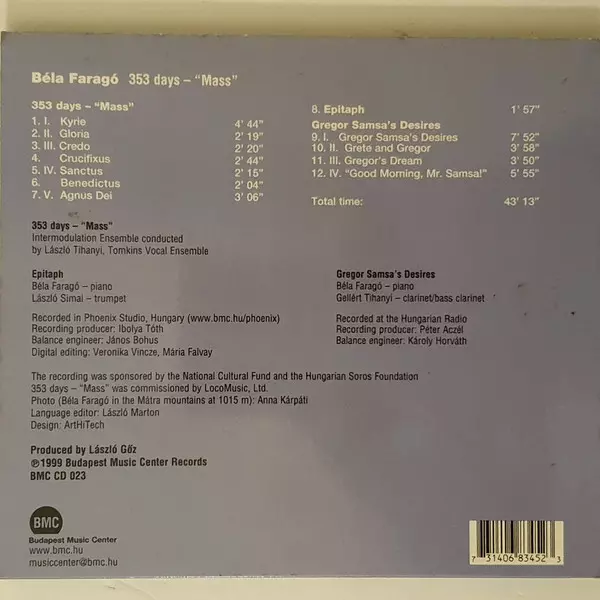 Béla Faragó 353 days – “Mass”
353 days – “Mass”
1. I. Kyrie 4’ 44”
2. II. Gloria 2’ 19”
3. III. Credo 2’ 20”
4. Crucifixus 2’ 44”
5. IV. Sanctus 2’ 15”
6. Benedictus 2’ 04”
7. V. Agnus Dei 3’ 06”
8. Epitaph 1’ 57”
Gregor Samsa’s Desires
9. I. Gregor Samsa’s Desires 7’ 52”
10. II. Grete and Gregor 3’ 58”
11. III. Gregor’s Dream 3’ 50”
12. IV. “Good Morning, Mr. Samsa!” 5’ 55”
Total time: 43’ 13”
353 days – “Mass”
Intermodulation Ensemble conducted
by László Tihanyi, Tomkins Vocal Ensemble
Epitaph
Béla Faragó – piano
László Simai – trumpet
Gregor Samsa’s Desires
Béla Faragó – piano
Gellért Tihanyi – clarinet/bass clarinet
Recorded in Phoenix Studio, Hungary (www.bmc.hu/phoenix)
Recording producer: Ibolya Tóth
Balance engineer: János Bohus
Digital editing: Veronika Vincze, Mária Falvay
Recorded at the Hungarian Radio
Recording producer: Péter Aczél
Balance engineer: Károly Horváth
The recording was sponsored by the National Cultural Fund and the Hungarian Soros Foundation
353 days – “Mass” was commissioned by LocoMusic, Ltd.
Photo (Béla Faragó in the Mátra mountains at 1015 m): Anna Kárpáti
Language editor: László Marton
Design: ArtHiTech
Produced by László Gőz
℗1999 Budapest Music Center Records
BMC CD 023
BMC
Budapest Music Center
www.bmc.hu
musiccenter@bmc.hu
7 31406 83452 3